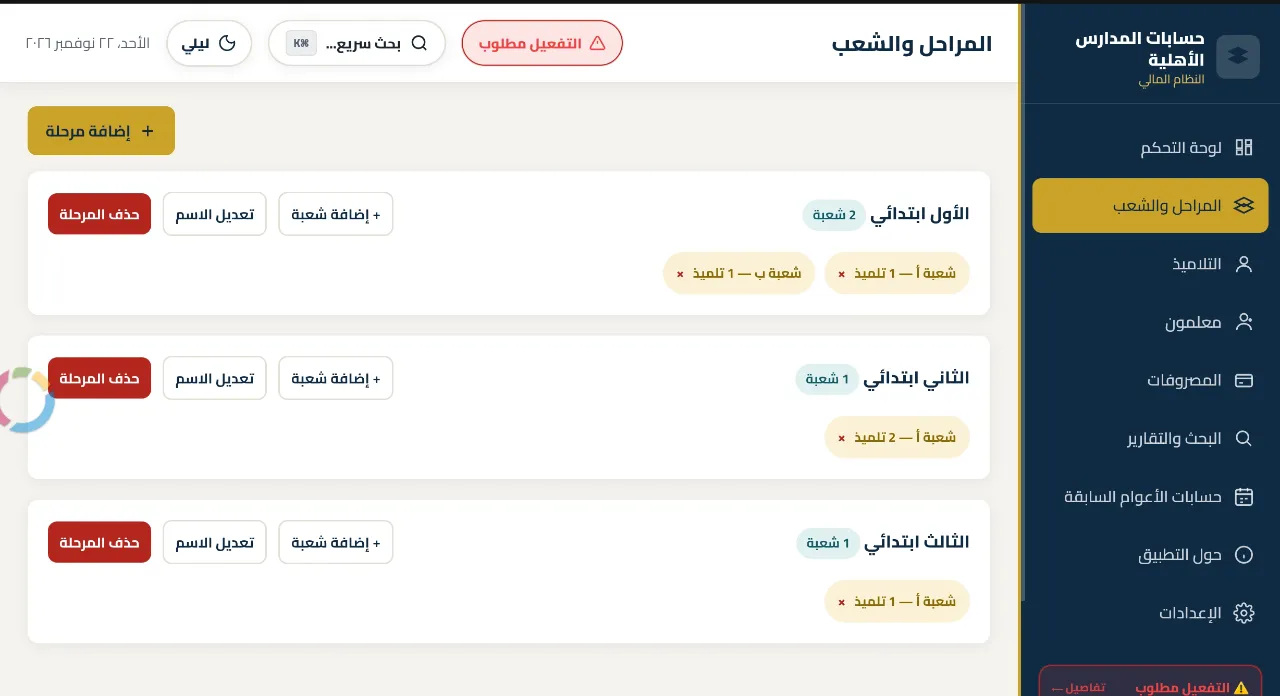 حسابات المدارس
الأهلية
النظام المالي
لوحة التحكم
المراحل والشعب
التلاميذ
معلمون
المصروفات
البحث والتقارير
حسابات الأعوام السابقة
حول التطبيق
الإعدادات
التفعيل مطلوب تفاصيل ←
المراحل والشعب
التفعيل مطلوب
بحث سريع... ⌘K
ليلي
الأحد، ٢٢ نوفمبر ٢٠٢٦
+ إضافة مرحلة
الأول ابتدائي 2 شعبة
+ إضافة شعبة تعديل الاسم حذف المرحلة
شعبة أ — 1 تلميذ × شعبة ب — 1 تلميذ ×
الثاني ابتدائي 1 شعبة
+ إضافة شعبة تعديل الاسم حذف المرحلة
شعبة أ — 2 تلميذ ×
الثالث ابتدائي 1 شعبة
+ إضافة شعبة تعديل الاسم حذف المرحلة
شعبة أ — 1 تلميذ ×